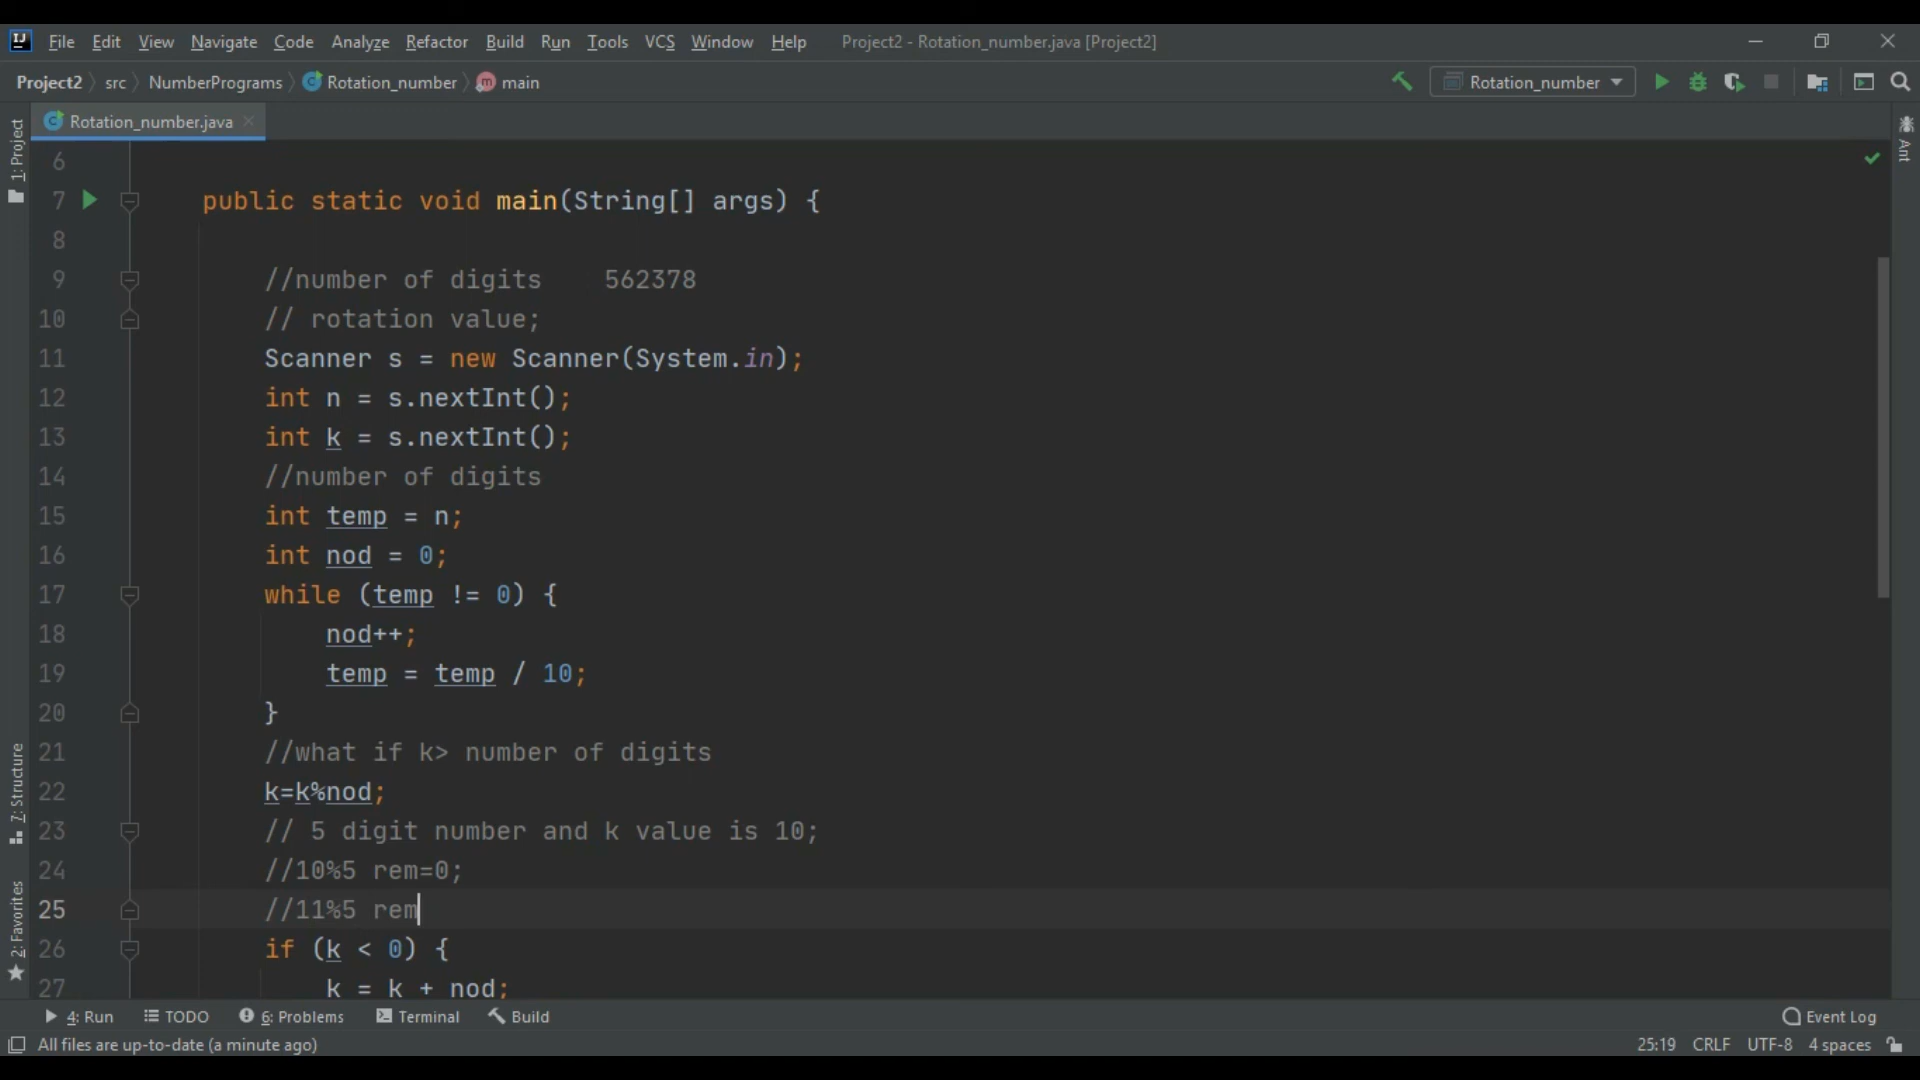 IJ File Edit View Navigate Code Analyze Refactor Build Run Tools VCS Window Help Project2 - Rotation_number.java [Project2]
Project2 src NumberPrograms Rotation_number m main Rotation_number
Rotation_number.java
1: Project
7: Structure
2: Favorites
Ant
6
7 public static void main(String[] args) {
8
9 //number of digits    562378
10 // rotation value;
11 Scanner s = new Scanner(System.in);
12 int n = s.nextInt();
13 int k = s.nextInt();
14 //number of digits
15 int temp = n;
16 int nod = 0;
17 while (temp != 0) {
18 nod++;
19 temp = temp / 10;
20 }
21 //what if k> number of digits
22 k=k%nod;
23 // 5 digit number and k value is 10;
24 //10%5 rem=0;
25 //11%5 rem
26 if (k < 0) {
27 k = k + nod;
4: Run TODO 6: Problems Terminal Build Event Log
All files are up-to-date (a minute ago) 25:19 CRLF UTF-8 4 spaces